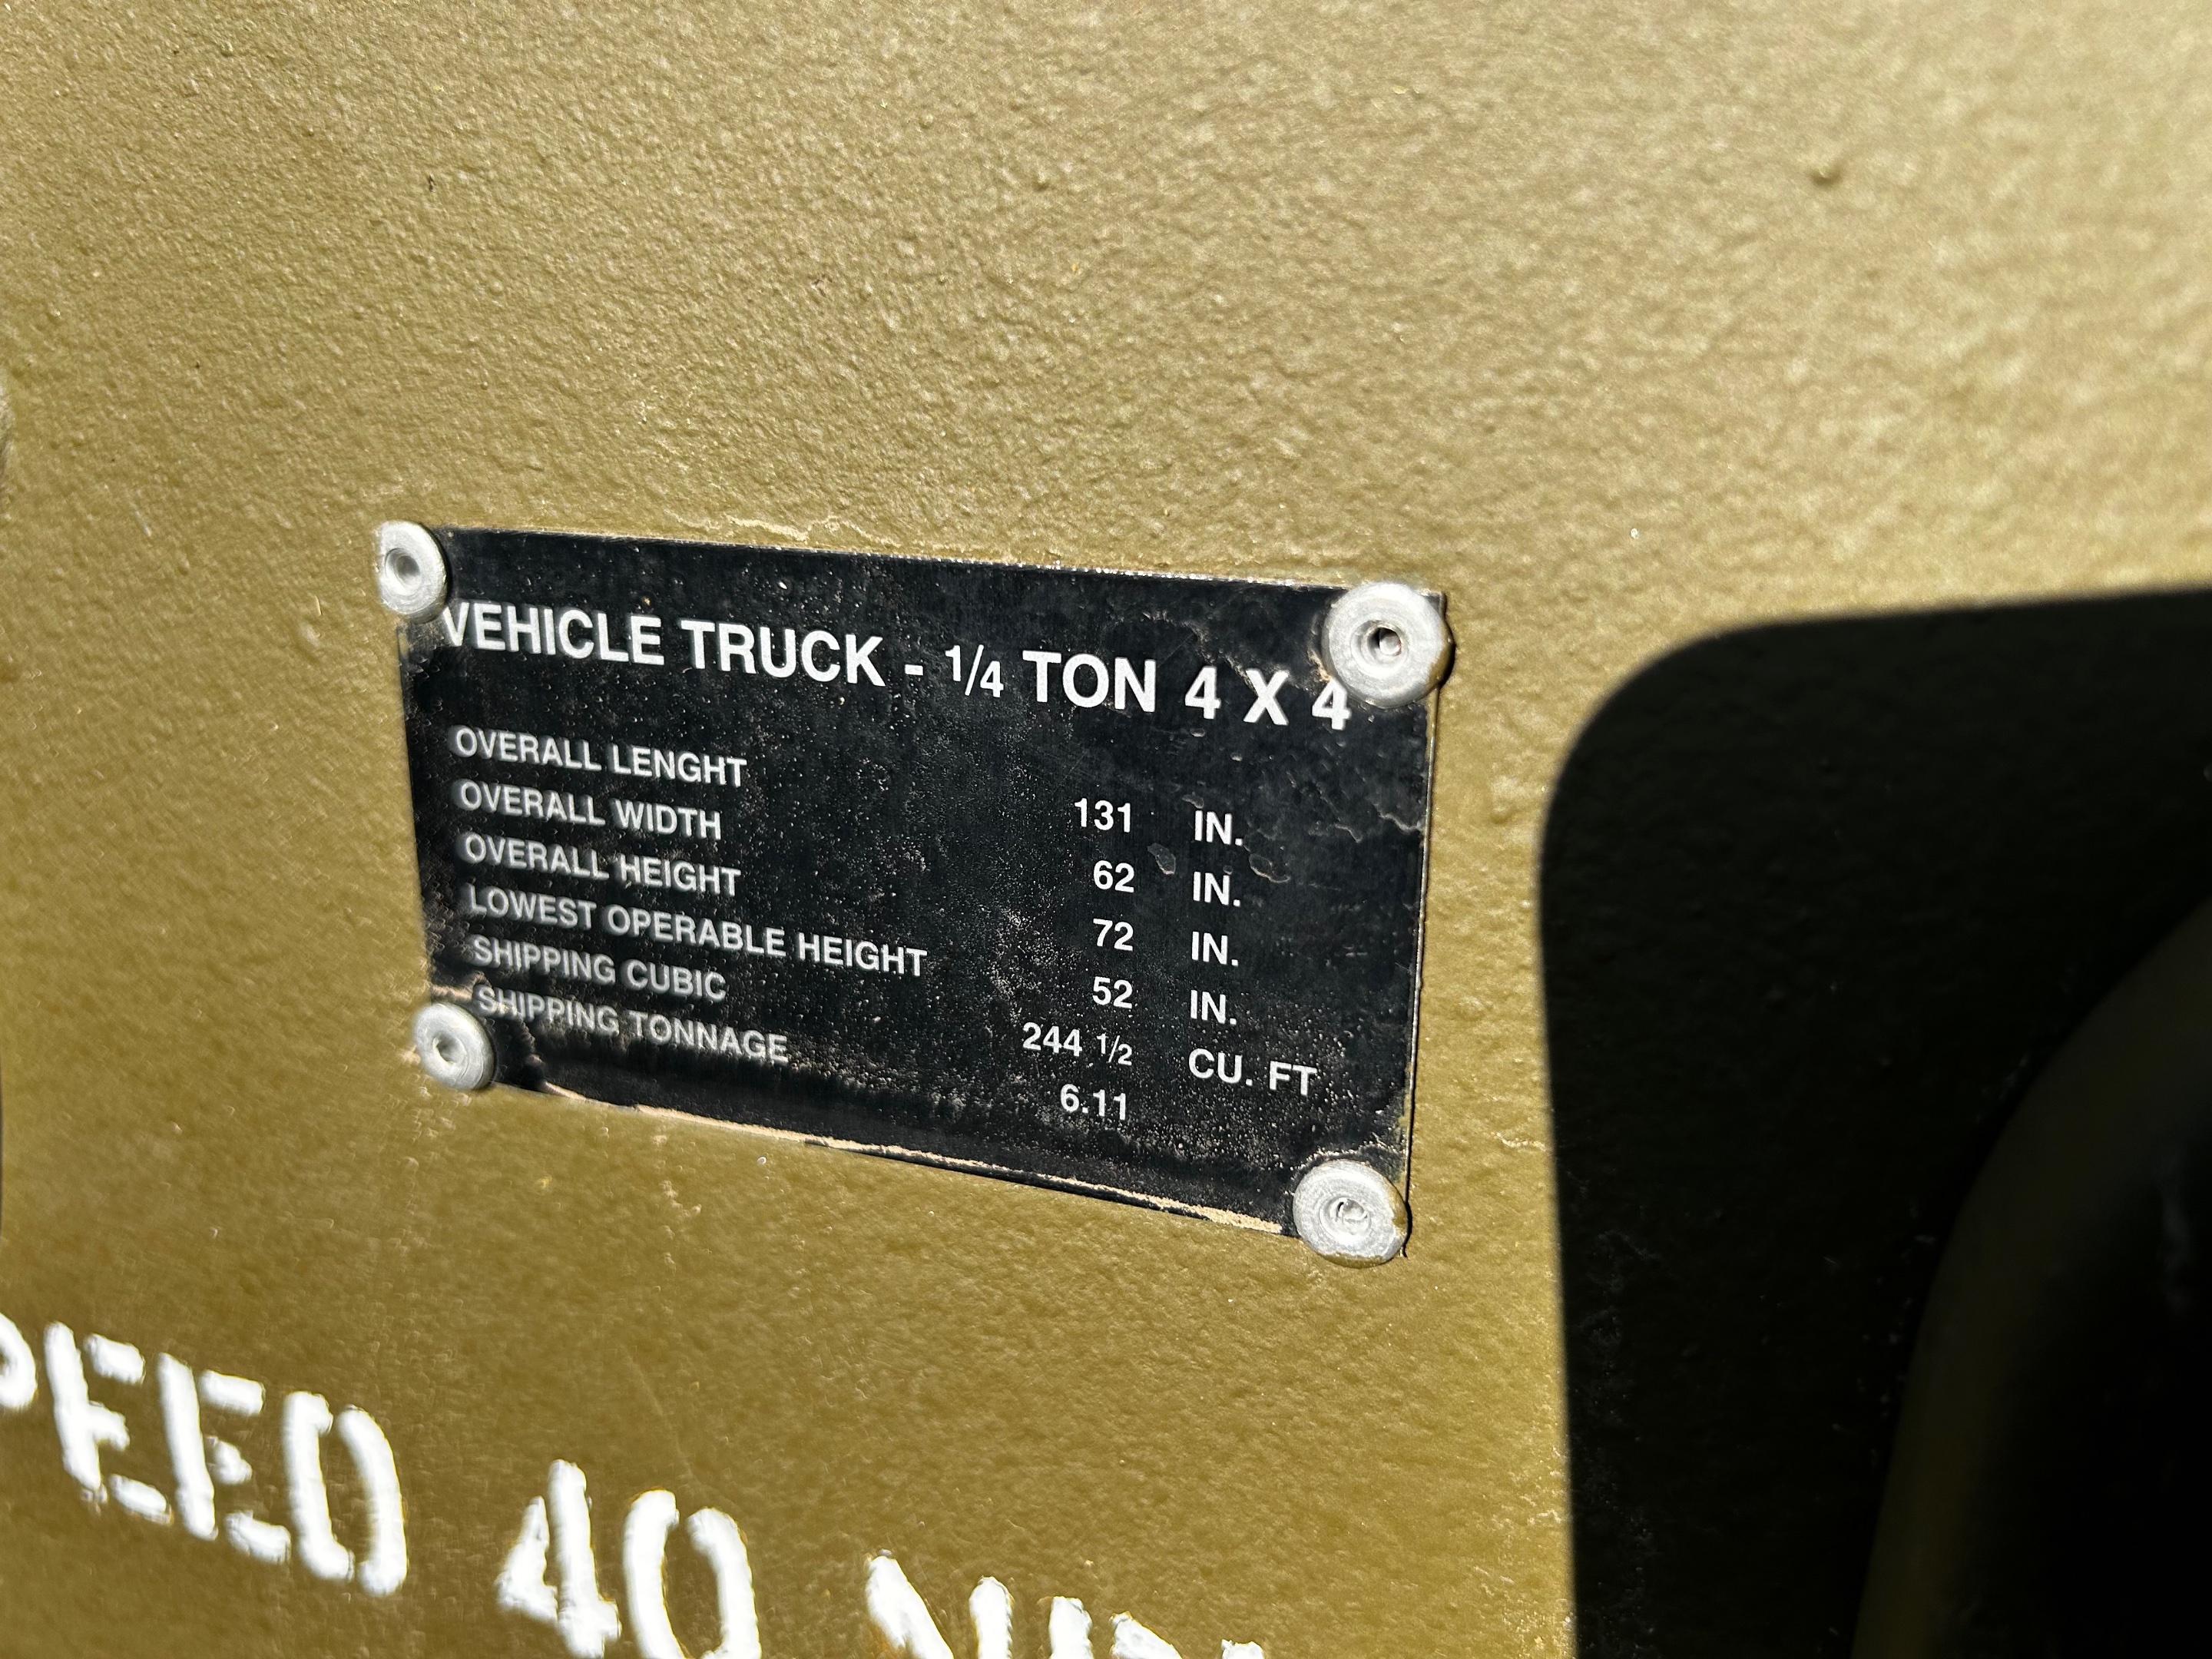 VEHICLE TRUCK - 1/4 TON 4 X 4
OVERALL LENGHT 131 IN.
OVERALL WIDTH 62 IN.
OVERALL HEIGHT 72 IN.
LOWEST OPERABLE HEIGHT 52 IN.
SHIPPING CUBIC 244 1/2 CU. FT
SHIPPING TONNAGE 6.11
PEED 40